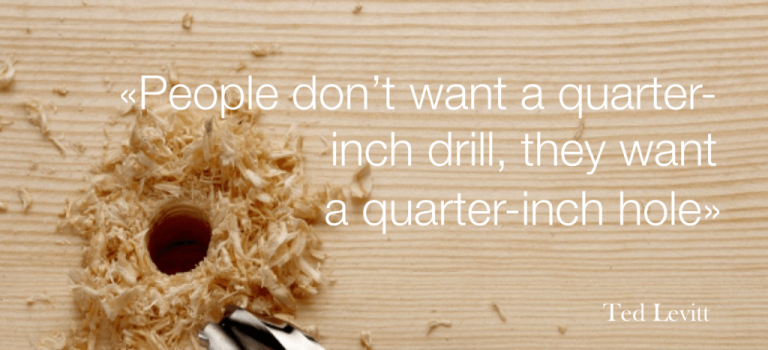 «People don’t want a quarter-
inch drill, they want
a quarter-inch hole»
Ted Levitt